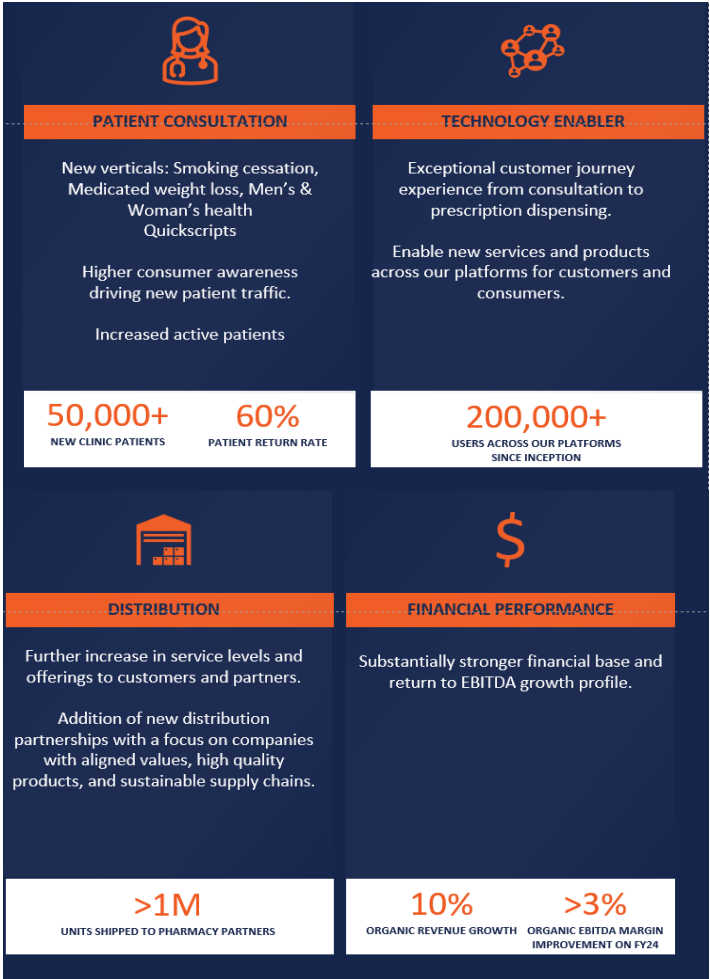 PATIENT CONSULTATION
New verticals: Smoking cessation,
Medicated weight loss, Men’s &
Woman’s health
Quickscripts
Higher consumer awareness
driving new patient traffic.
Increased active patients
50,000+
NEW CLINIC PATIENTS
60%
PATIENT RETURN RATE
TECHNOLOGY ENABLER
Exceptional customer journey
experience from consultation to
prescription dispensing.
Enable new services and products
across our platforms for customers and
consumers.
200,000+
USERS ACROSS OUR PLATFORMS
SINCE INCEPTION
DISTRIBUTION
Further increase in service levels and
offerings to customers and partners.
Addition of new distribution
partnerships with a focus on companies
with aligned values, high quality
products, and sustainable supply chains.
>1M
UNITS SHIPPED TO PHARMACY PARTNERS
$
FINANCIAL PERFORMANCE
Substantially stronger financial base and
return to EBITDA growth profile.
10%
ORGANIC REVENUE GROWTH
>3%
ORGANIC EBITDA MARGIN
IMPROVEMENT ON FY24